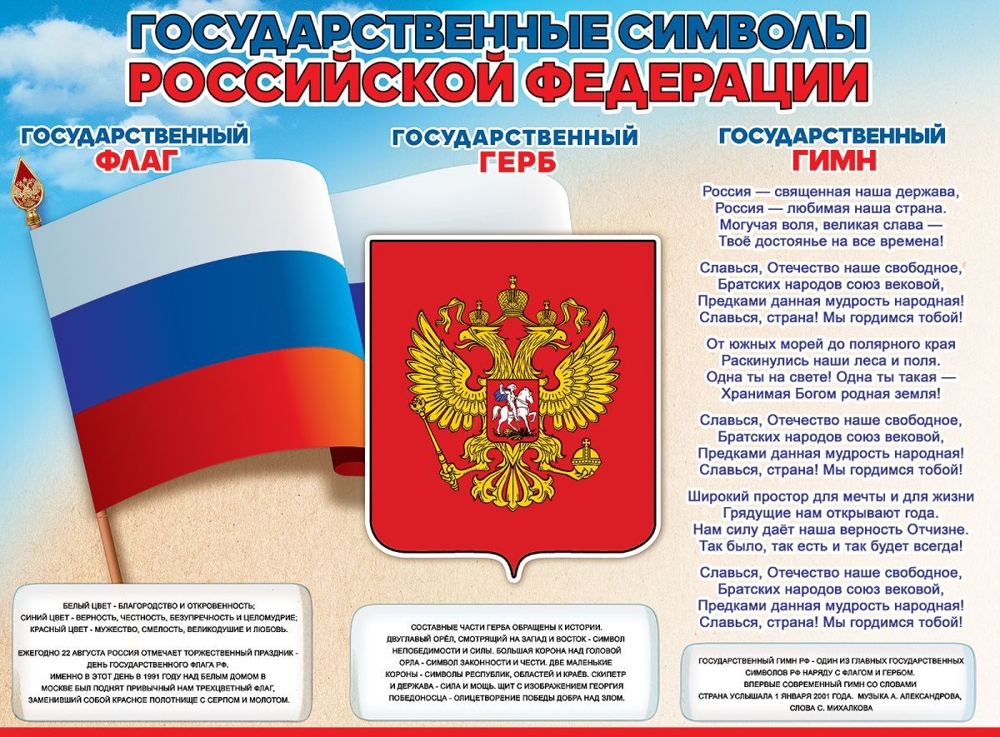 ГОСУДАРСТВЕННЫЕ СИМВОЛЫ
РОССИЙСКОЙ ФЕДЕРАЦИИ
ГОСУДАРСТВЕННЫЙ
ФЛАГ
БЕЛЫЙ ЦВЕТ - БЛАГОРОДСТВО И ОТКРОВЕННОСТЬ;
СИНИЙ ЦВЕТ - ВЕРНОСТЬ, ЧЕСТНОСТЬ, БЕЗУПРЕЧНОСТЬ И ЦЕЛОМУДРИЕ;
КРАСНЫЙ ЦВЕТ - МУЖЕСТВО, СМЕЛОСТЬ, ВЕЛИКОДУШИЕ И ЛЮБОВЬ.
ЕЖЕГОДНО 22 АВГУСТА РОССИЯ ОТМЕЧАЕТ ТОРЖЕСТВЕННЫЙ ПРАЗДНИК -
ДЕНЬ ГОСУДАРСТВЕННОГО ФЛАГА РФ.
ИМЕННО В ЭТОТ ДЕНЬ В 1991 ГОДУ НАД БЕЛЫМ ДОМОМ В
МОСКВЕ БЫЛ ПОДНЯТ ПРИВЫЧНЫЙ НАМ ТРЕХЦВЕТНЫЙ ФЛАГ,
ЗАМЕНИВШИЙ СОБОЙ КРАСНОЕ ПОЛОТНИЩЕ С СЕРПОМ И МОЛОТОМ.
ГОСУДАРСТВЕННЫЙ
ГЕРБ
СОСТАВНЫЕ ЧАСТИ ГЕРБА ОБРАЩЕНЫ К ИСТОРИИ.
ДВУГЛАВЫЙ ОРЁЛ, СМОТРЯЩИЙ НА ЗАПАД И ВОСТОК - СИМВОЛ
НЕПОБЕДИМОСТИ И СИЛЫ. БОЛЬШАЯ КОРОНА НАД ГОЛОВОЙ
ОРЛА - СИМВОЛ ЗАКОННОСТИ И ЧЕСТИ. ДВЕ МАЛЕНЬКИЕ
КОРОНЫ - СИМВОЛЫ РЕСПУБЛИК, ОБЛАСТЕЙ И КРАЁВ. СКИПЕТР
И ДЕРЖАВА - СИЛА И МОЩЬ. ЩИТ С ИЗОБРАЖЕНИЕМ ГЕОРГИЯ
ПОБЕДОНОСЦА - ОЛИЦЕТВОРЕНИЕ ПОБЕДЫ ДОБРА НАД ЗЛОМ.
ГОСУДАРСТВЕННЫЙ
ГИМН
Россия — священная наша держава,
Россия — любимая наша страна.
Могучая воля, великая слава —
Твоё достоянье на все времена!
Славься, Отечество наше свободное,
Братских народов союз вековой,
Предками данная мудрость народная!
Славься, страна! Мы гордимся тобой!
От южных морей до полярного края
Раскинулись наши леса и поля.
Одна ты на свете! Одна ты такая —
Хранимая Богом родная земля!
Славься, Отечество наше свободное,
Братских народов союз вековой,
Предками данная мудрость народная!
Славься, страна! Мы гордимся тобой!
Широкий простор для мечты и для жизни
Грядущие нам открывают года.
Нам силу даёт наша верность Отчизне.
Так было, так есть и так будет всегда!
Славься, Отечество наше свободное,
Братских народов союз вековой,
Предками данная мудрость народная!
Славься, страна! Мы гордимся тобой!
ГОСУДАРСТВЕННЫЙ ГИМН РФ - ОДИН ИЗ ГЛАВНЫХ ГОСУДАРСТВЕННЫХ
СИМВОЛОВ РФ НАРЯДУ С ФЛАГОМ И ГЕРБОМ.
ВПЕРВЫЕ СОВРЕМЕННЫЙ ГИМН СО СЛОВАМИ
СТРАНА УСЛЫШАЛА 1 ЯНВАРЯ 2001 ГОДА. МУЗЫКА А. АЛЕКСАНДРОВА,
СЛОВА С. МИХАЛКОВА